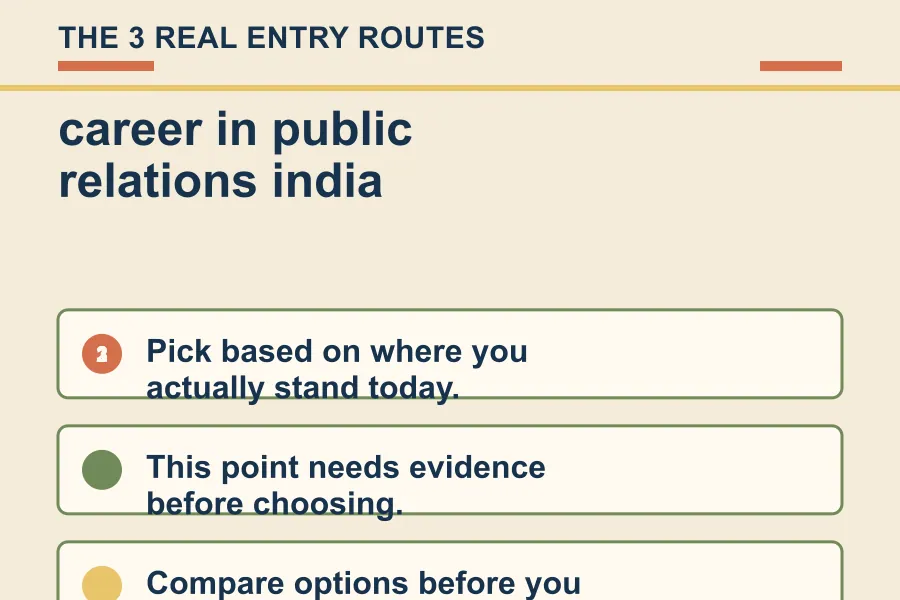 THE 3 REAL ENTRY ROUTES
career in public
relations india
Pick based on where you
actually stand today.
This point needs evidence
before choosing.
Compare options before you